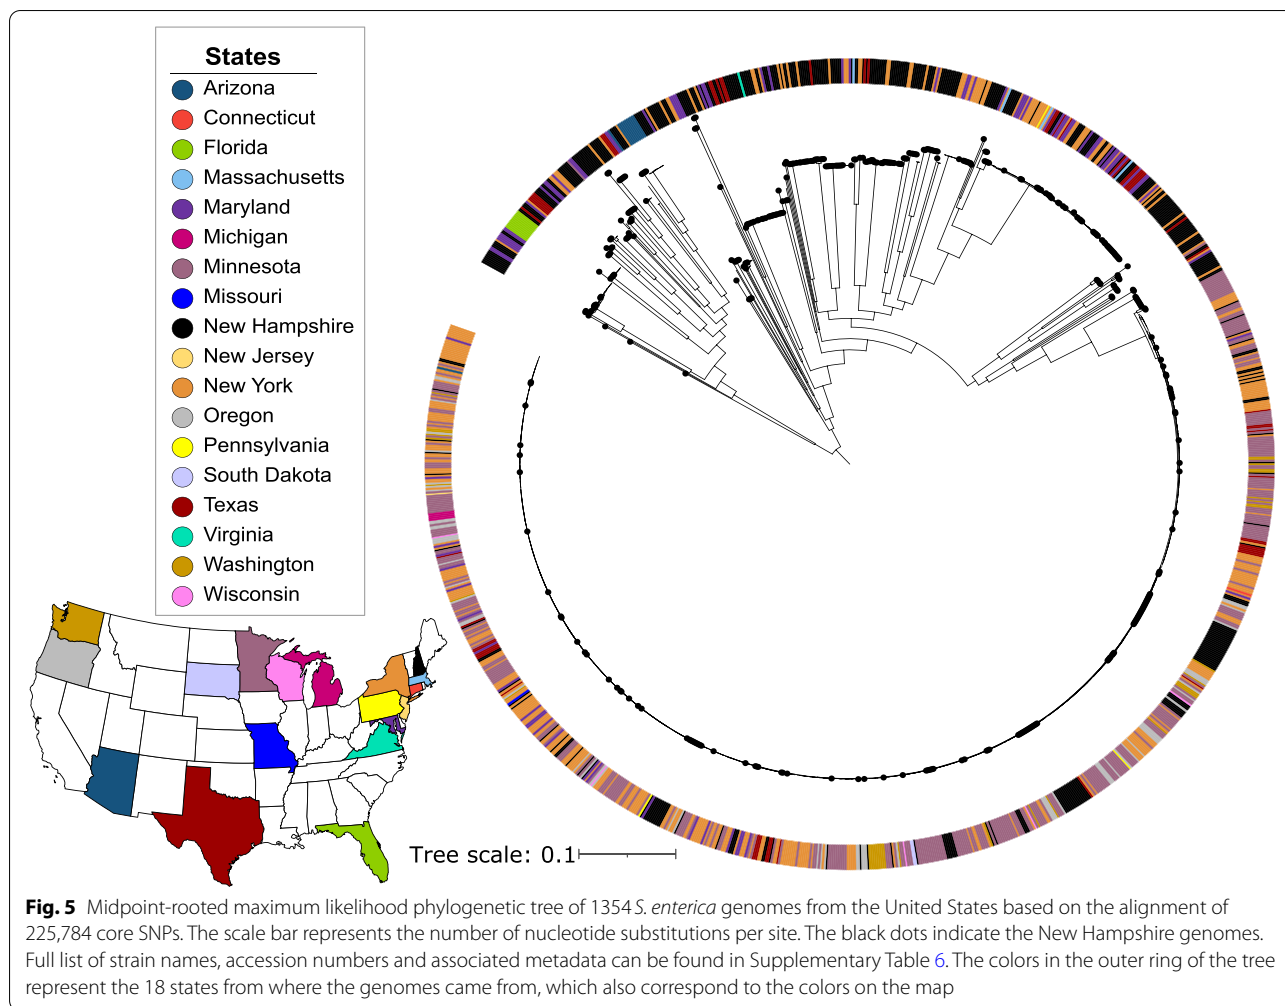 States
Arizona
Connecticut
Florida
Massachusetts
Maryland
Michigan
Minnesota
Missouri
New Hampshire
New Jersey
New York
Oregon
Pennsylvania
South Dakota
Texas
Virginia
Washington
Wisconsin
Tree scale: 0.1
Fig. 5 Midpoint-rooted maximum likelihood phylogenetic tree of 1354 S. enterica genomes from the United States based on the alignment of
225,784 core SNPs. The scale bar represents the number of nucleotide substitutions per site. The black dots indicate the New Hampshire genomes.
Full list of strain names, accession numbers and associated metadata can be found in Supplementary Table 6. The colors in the outer ring of the tree
represent the 18 states from where the genomes came from, which also correspond to the colors on the map